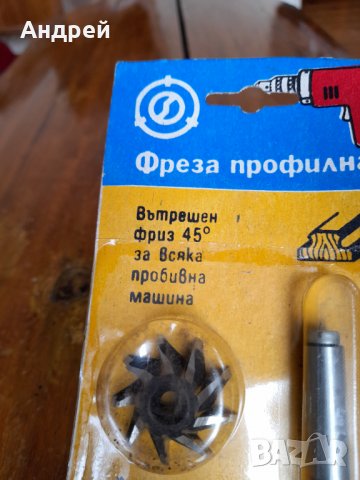 Андрей
Фреза профилна
Вътрешен
фриз 45°
за всяка
пробивна
машина
BAZAR